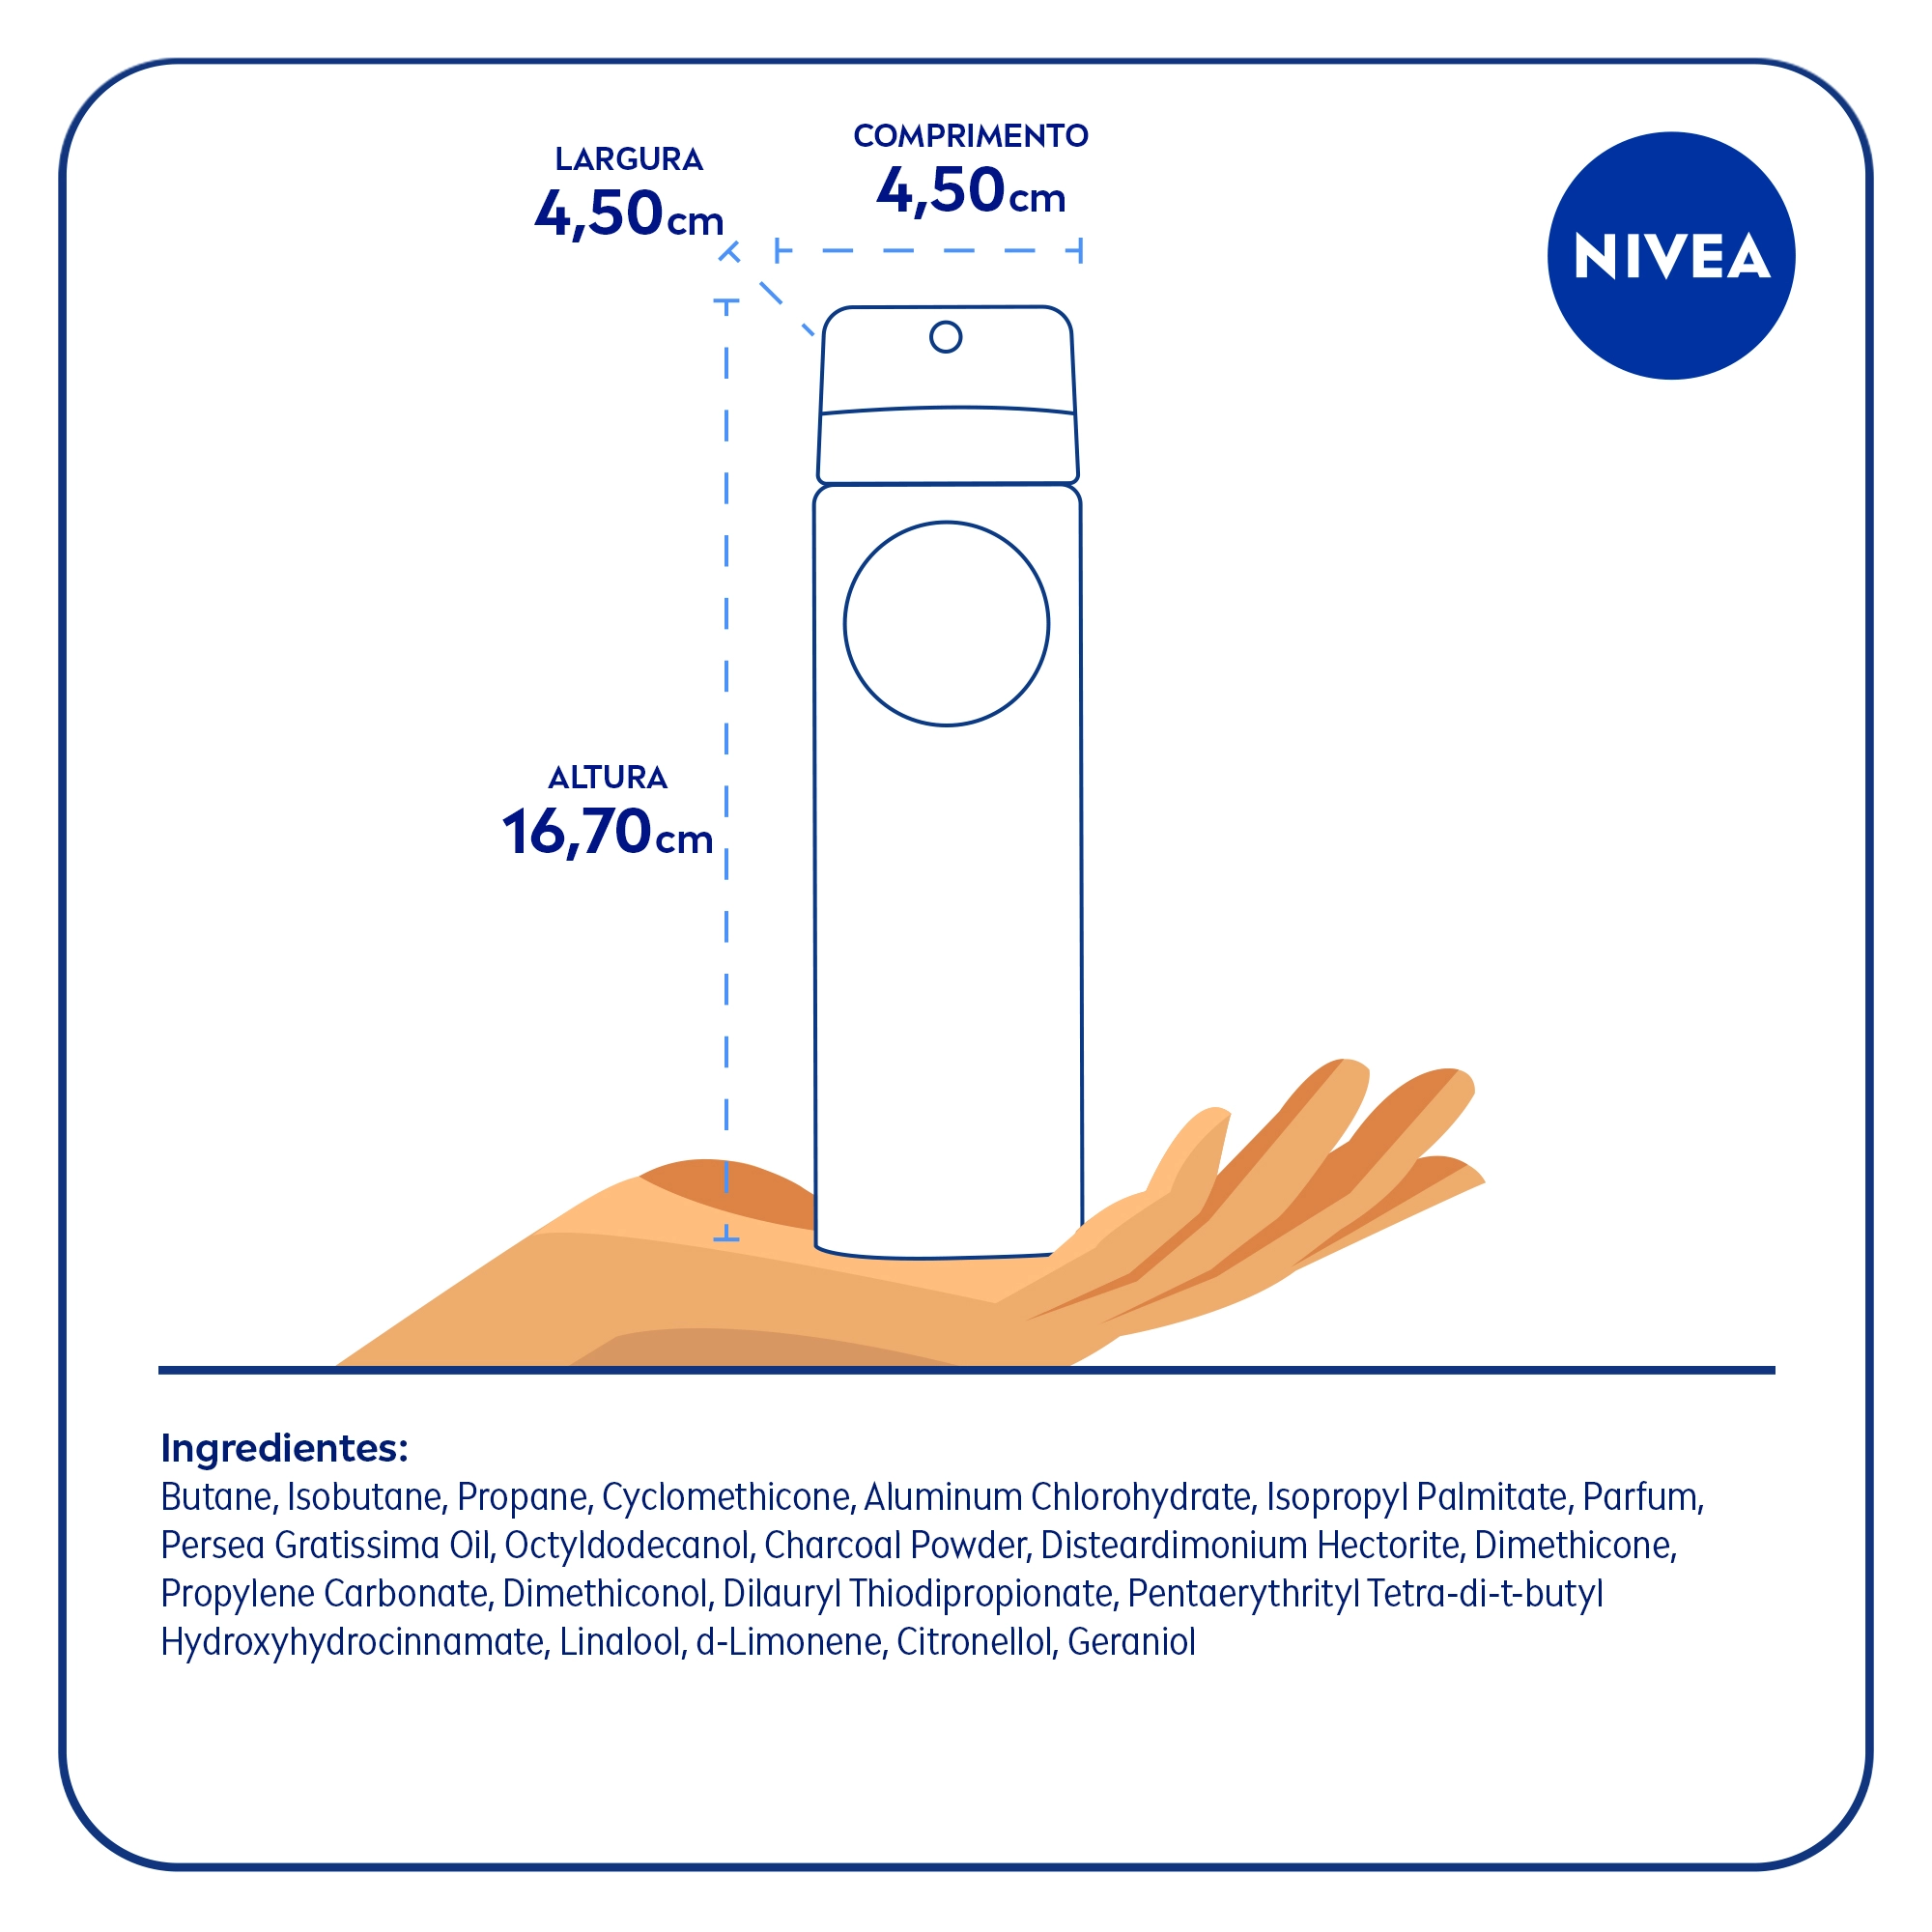 COMPRIMENTO
4,50cm
LARGURA
4,50cm
NIVEA
ALTURA
16,70cm
Ingredientes:
Butane, Isobutane, Propane, Cyclomethicone, Aluminum Chlorohydrate, Isopropyl Palmitate, Parfum,
Persea Gratissima Oil, Octyldodecanol, Charcoal Powder, Disteardimonium Hectorite, Dimethicone,
Propylene Carbonate, Dimethiconol, Dilauryl Thiodipropionate, Pentaerythrityl Tetra-di-t-butyl
Hydroxyhydrocinnamate, Linalool, d-Limonene, Citronellol, Geraniol